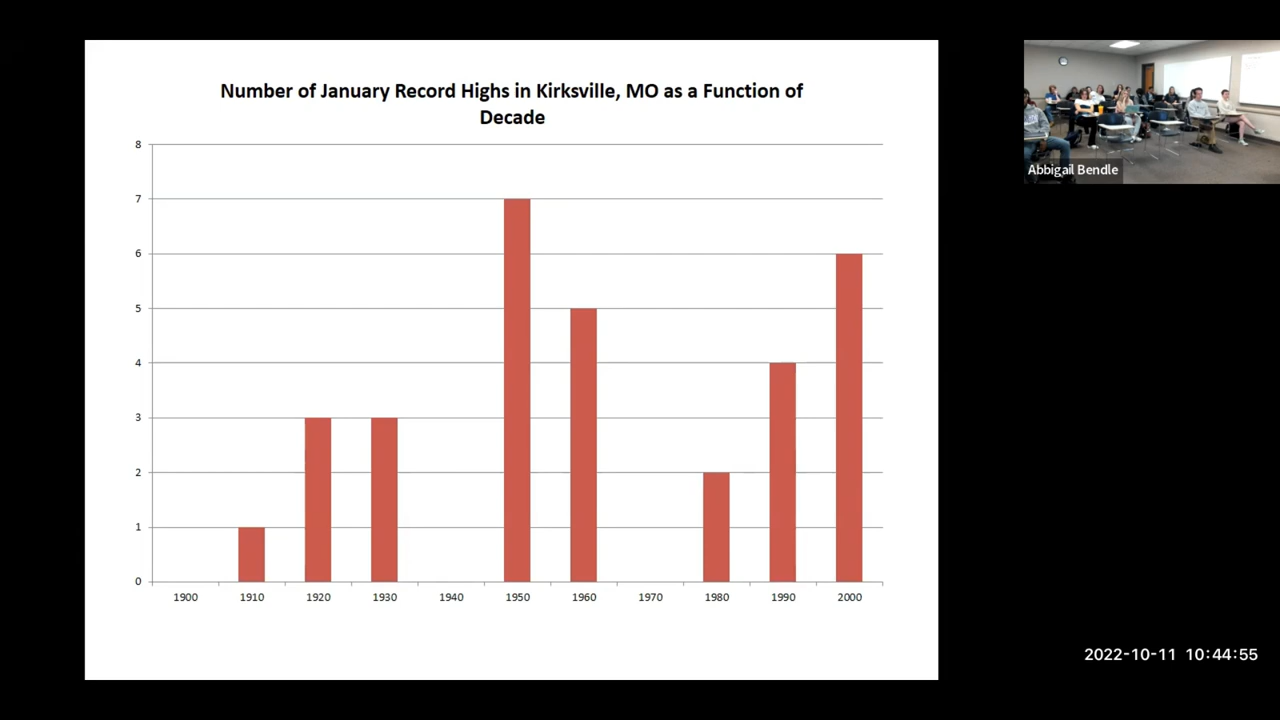 Number of January Record Highs in Kirksville, MO as a Function of
Decade
8
7
6
5
4
3
2
1
0
1900 1910 1920 1930 1940 1950 1960 1970 1980 1990 2000
Abbigail Bendle
2022-10-11 10:44:55